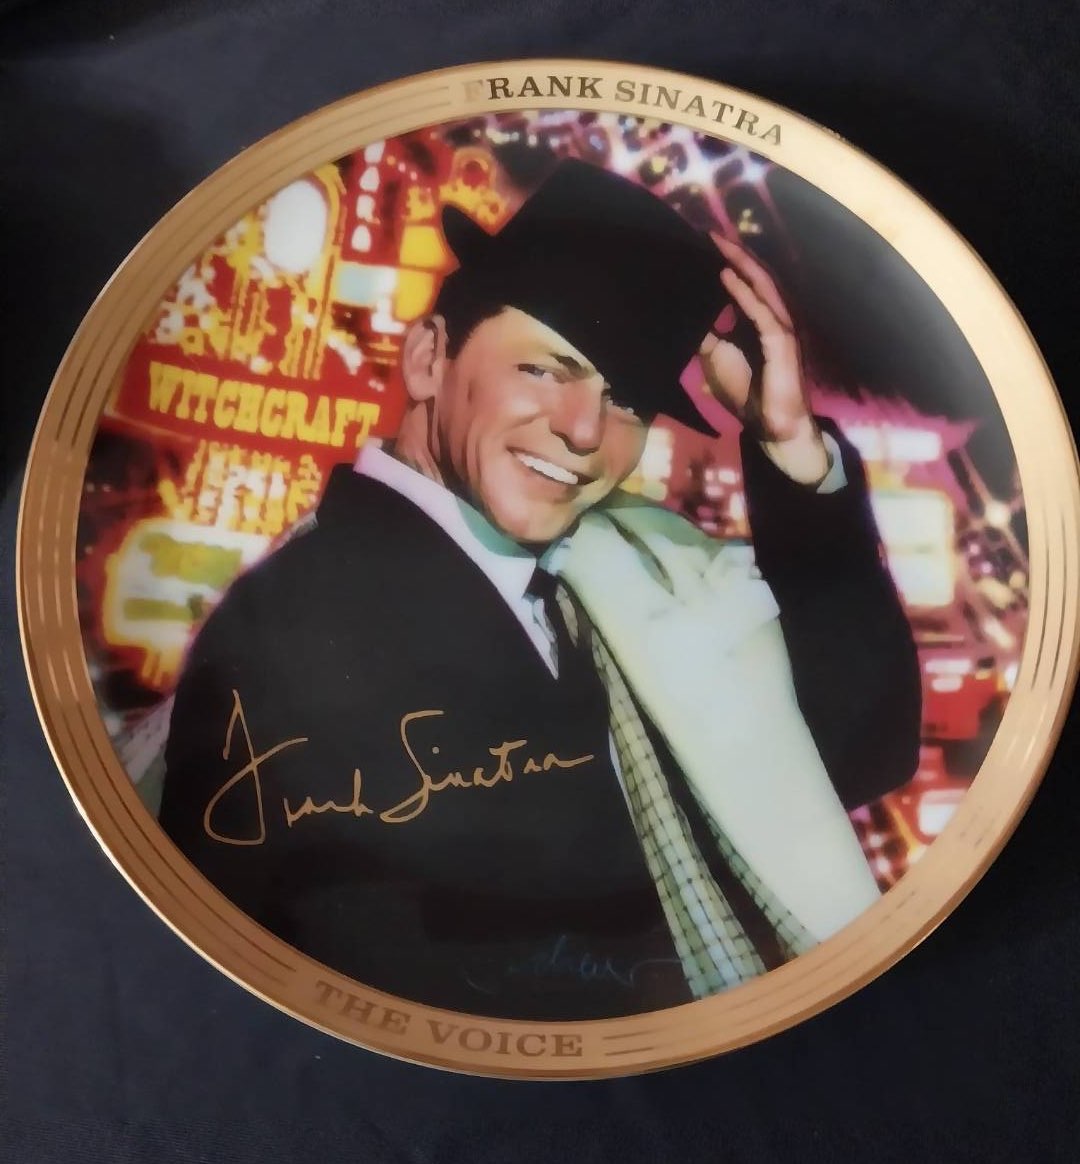 FRANK SINATRA
WITCHCRAFT
Frank Sinatra
THE VOICE